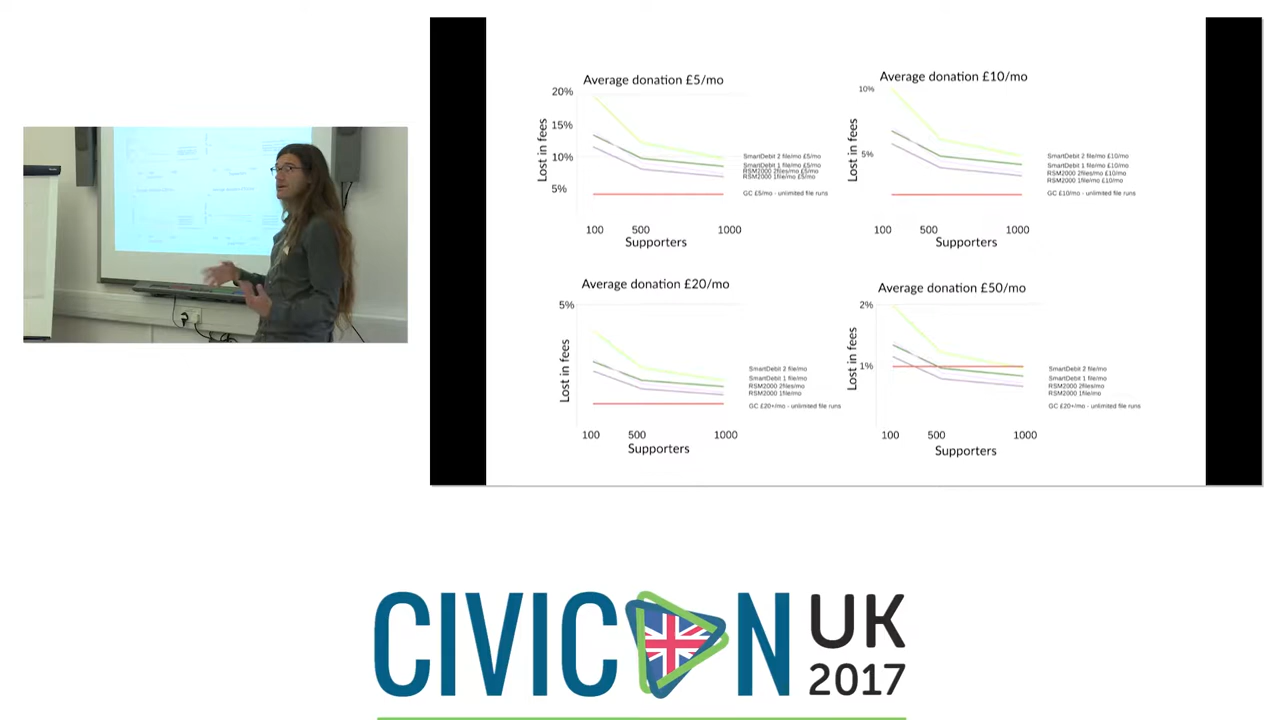 Average donation £5/mo
20%
15%
10%
5%
Lost in fees
SmartDebit 2 file/mo £5/mo
SmartDebit 1 file/mo £5/mo
RSM2000 2files/mo £5/mo
RSM2000 1file/mo £5/mo
GC £5/mo - unlimited file runs
100 500 1000
Supporters
Average donation £10/mo
10%
5%
Lost in fees
SmartDebit 2 file/mo £10/mo
SmartDebit 1 file/mo £10/mo
RSM2000 2files/mo £10/mo
RSM2000 1file/mo £10/mo
GC £10/mo - unlimited file runs
100 500 1000
Supporters
Average donation £20/mo
5%
Lost in fees
SmartDebit 2 file/mo
SmartDebit 1 file/mo
RSM2000 2files/mo
RSM2000 1file/mo
GC £20+/mo - unlimited file runs
100 500 1000
Supporters
Average donation £50/mo
2%
1%
Lost in fees
SmartDebit 2 file/mo
SmartDebit 1 file/mo
RSM2000 2files/mo
RSM2000 1file/mo
GC £20+/mo - unlimited file runs
100 500 1000
Supporters
CIVICON UK
2017